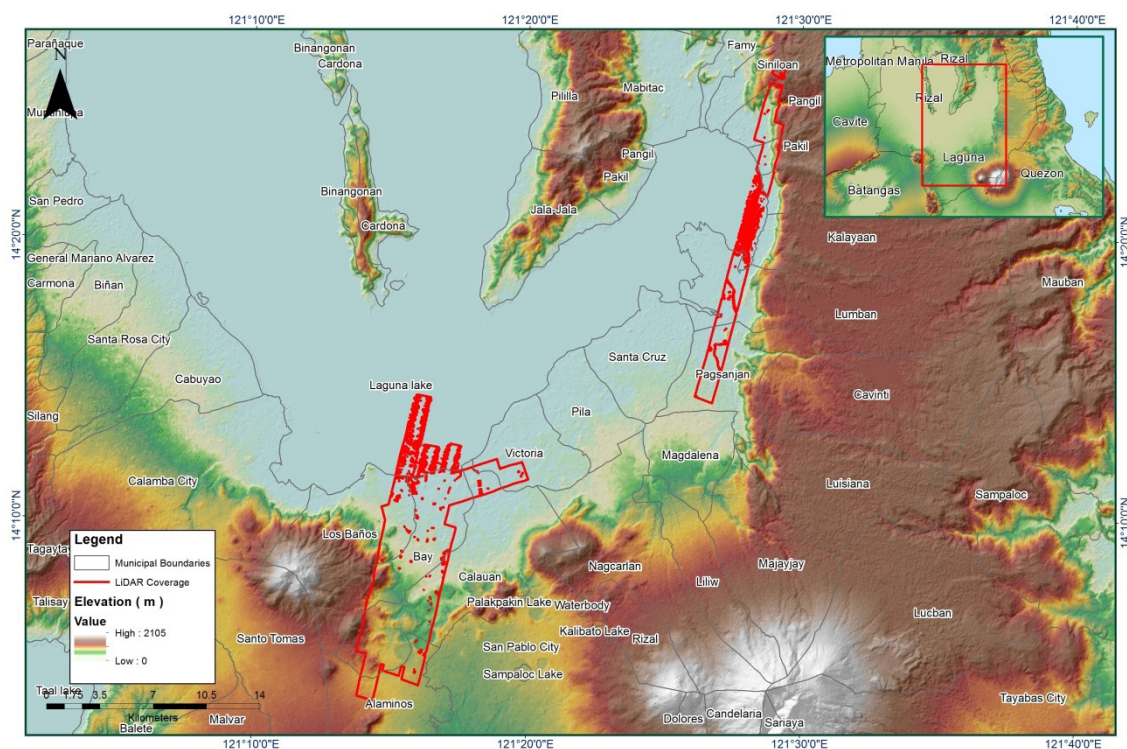 121°10'0"E
121°20'0"E
121°30'0"E
121°40'0"E
Parañaque
N
Muntinlupa
San Pedro
General Mariano Alvarez
Carmona
Biñan
Santa Rosa City
Cabuyao
Silang
Calamba City
Tagaytay
Talisay
Taal lake
Binangonan
Cardona
Binangonan
Cardona
Pililla
Mabitac
Famy
Siniloan
Pangil
Pakil
Pangil
Pakil
Jala-Jala
Kalayaan
Mauban
Lumban
Santa Cruz
Pagsanjan
Cavinti
Laguna lake
Pila
Victoria
Magdalena
Luisiana
Sampaloc
Los Baños
Bay
Calauan
Nagcarlan
Liliw
Majayjay
Palakpakin Lake
Waterbody
Kalibato Lake
Rizal
Lucban
Santo Tomas
San Pablo City
Sampaloc Lake
Alaminos
Malvar
Balete
Dolores
Candelaria
Sariaya
Tayabas City
Metropolitan Manila
Rizal
Rizal
Cavite
Laguna
Quezon
Batangas
14°20'0"N
14°10'0"N
14°20'0"N
14°10'0"N
Legend
Municipal Boundaries
LiDAR Coverage
Elevation ( m )
Value
High : 2105
Low : 0
0 1.75 3.5 7 10.5 14
Kilometers
121°10'0"E
121°20'0"E
121°30'0"E
121°40'0"E